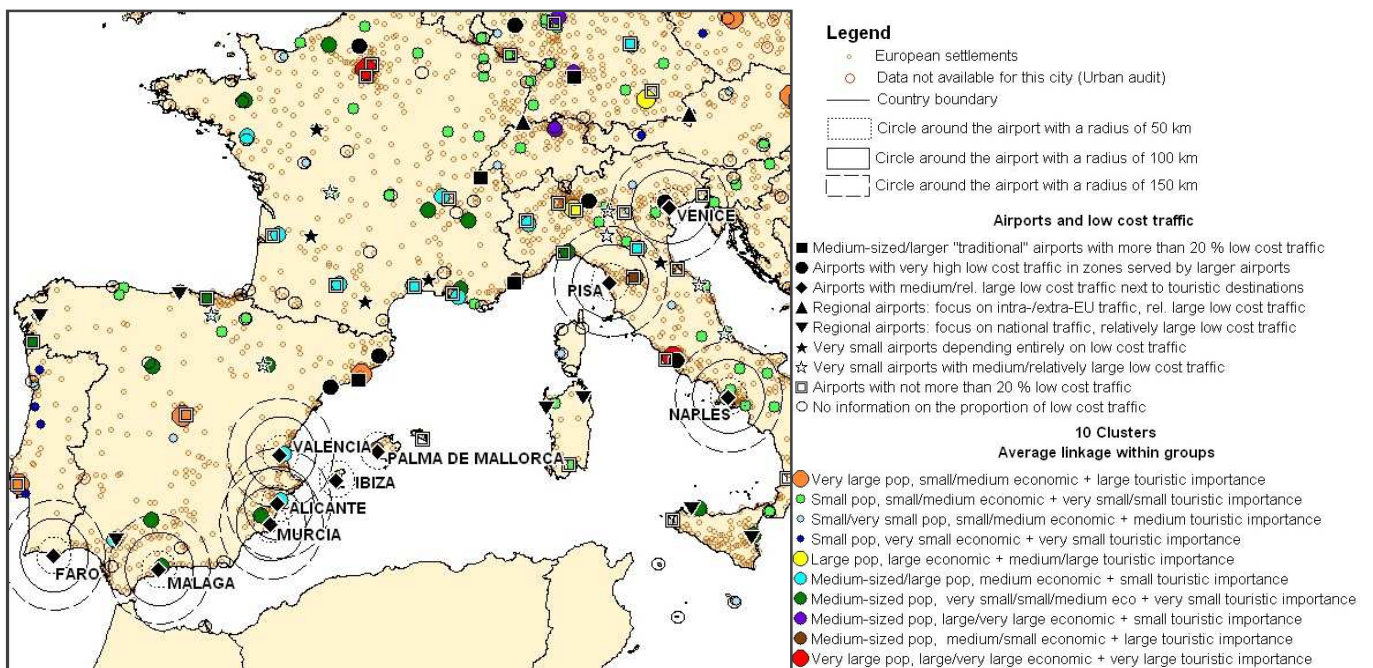 VENICE
PISA
NAPLES
VALENCIA
PALMA DE MALLORCA
IBIZA
ALICANTE
MURCIA
FARO
MALAGA
Legend
European settlements
Data not available for this city (Urban audit)
Country boundary
Circle around the airport with a radius of 50 km
Circle around the airport with a radius of 100 km
Circle around the airport with a radius of 150 km
Airports and low cost traffic
Medium-sized/larger "traditional" airports with more than 20 % low cost traffic
Airports with very high low cost traffic in zones served by larger airports
Airports with medium/rel. large low cost traffic next to touristic destinations
Regional airports: focus on intra-/extra-EU traffic, rel. large low cost traffic
Regional airports: focus on national traffic, relatively large low cost traffic
Very small airports depending entirely on low cost traffic
Very small airports with medium/relatively large low cost traffic
Airports with not more than 20 % low cost traffic
No information on the proportion of low cost traffic
10 Clusters
Average linkage within groups
Very large pop, small/medium economic + large touristic importance
Small pop, small/medium economic + very small/small touristic importance
Small/very small pop, small/medium economic + medium touristic importance
Small pop, very small economic + very small touristic importance
Large pop, large economic + medium/large touristic importance
Medium-sized/large pop, medium economic + small touristic importance
Medium-sized pop, very small/small/medium eco + very small touristic importance
Medium-sized pop, large/very large economic + small touristic importance
Medium-sized pop, medium/small economic + large touristic importance
Very large pop, large/very large economic + very large touristic importance